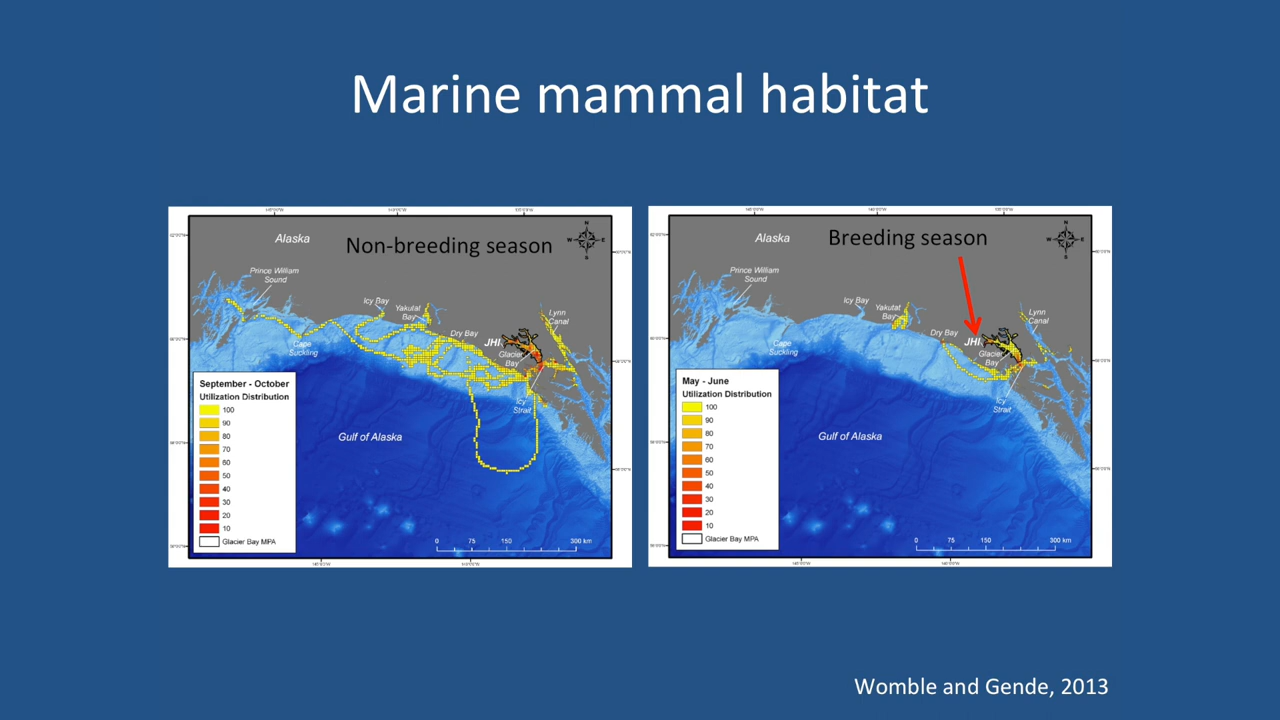 Marine mammal habitat
Alaska
Non-breeding season
N
W
E
S
Prince William
Sound
Icy Bay
Yakutat
Bay
Lynn
Canal
Dry Bay
Cape
Suckling
JHI
Glacier
Bay
Icy
Strait
September - October
Utilization Distribution
100
90
80
70
60
50
40
30
20
10
Glacier Bay MPA
Gulf of Alaska
0 75 150 300 km
Alaska
Breeding season
N
W
E
S
Prince William
Sound
Icy Bay
Yakutat
Bay
Lynn
Canal
Dry Bay
Cape
Suckling
JHI
Glacier
Bay
Icy
Strait
May - June
Utilization Distribution
100
90
80
70
60
50
40
30
20
10
Glacier Bay MPA
Gulf of Alaska
0 75 150 300 km
Womble and Gende, 2013